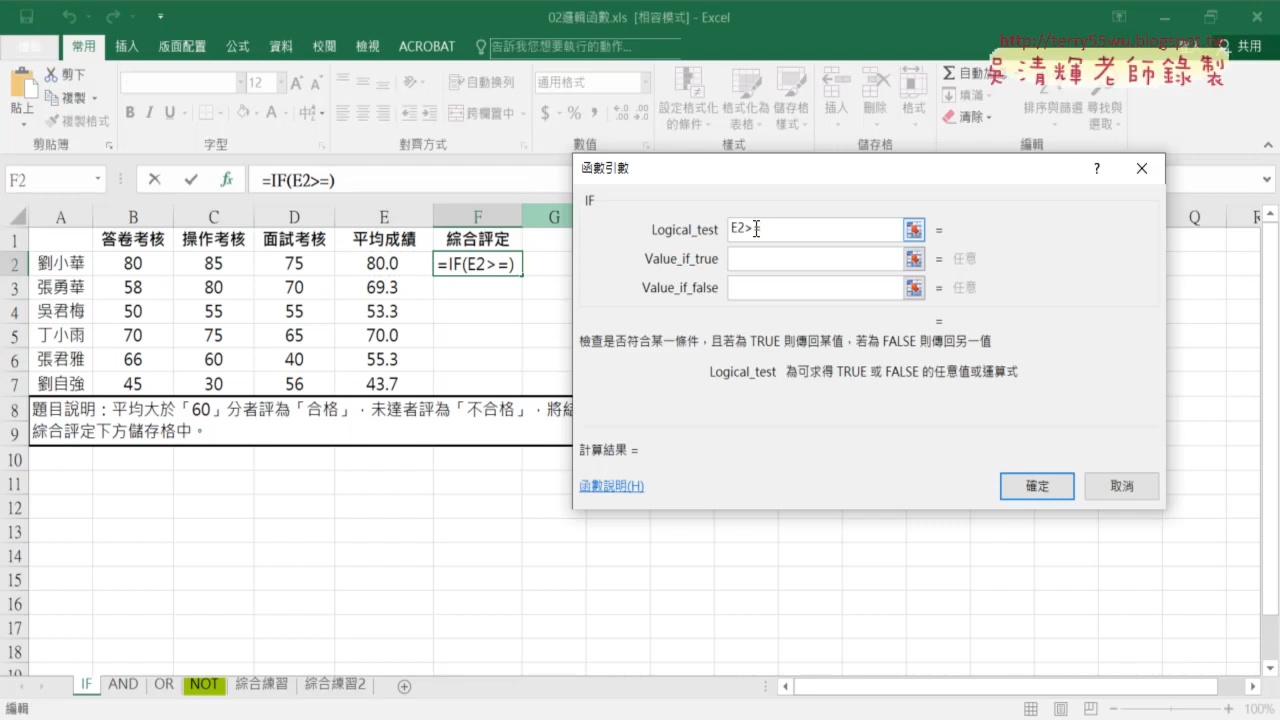 02邏輯函數.xls [相容模式] - Excel
常用 插入 版面配置 公式 資料 校閱 檢視 ACROBAT 告訴我您想要執行的動作... 共用
http://terry55wu.blogspot.tw
吳清輝老師錄製
貼上 剪下 複製 複製格式
剪貼簿
12 A A
B I U
字型
自動換列
跨欄置中
對齊方式
通用格式
$ %
數值
設定格式化的條件 格式化為表格 儲存格樣式
樣式
插入 刪除 格式
儲存格
Σ 自動加
填滿
清除
排序與篩選 尋找與選取
編輯
F2 fx =IF(E2>=)
A B C D E F G Q R
1 答卷考核 操作考核 面試考核 平均成績 綜合評定
2 劉小華 80 85 75 80.0 =IF(E2>=)
3 張勇華 58 80 70 69.3
4 吳君梅 50 55 55 53.3
5 丁小雨 70 75 65 70.0
6 張君雅 66 60 40 55.3
7 劉自強 45 30 56 43.7
8 題目說明：平均大於「60」分者評為「合格」，未達者評為「不合格」，將結
9 綜合評定下方儲存格中。
10
11
12
13
14
15
16
17
18
19
函數引數 ?
IF
Logical_test E2>= =
Value_if_true = 任意
Value_if_false = 任意
=
檢查是否符合某一條件，且若為 TRUE 則傳回某值，若為 FALSE 則傳回另一值
Logical_test 為可求得 TRUE 或 FALSE 的任意值或運算式
計算結果 =
函數說明(H) 確定 取消
IF AND OR NOT 綜合練習 綜合練習2
編輯 100%